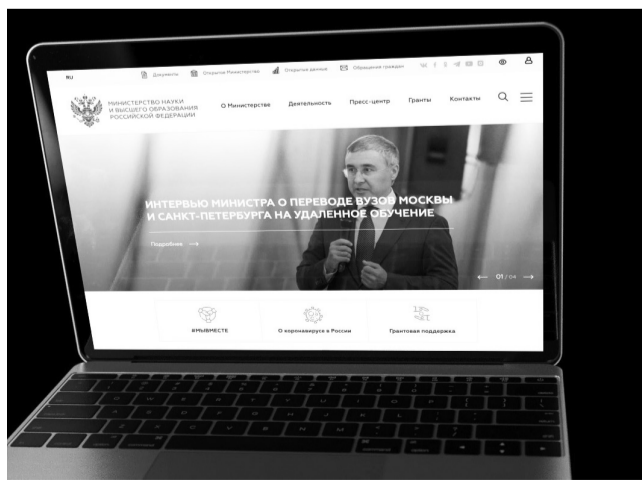 RU
Документы
Открытое Министерство
Открытые данные
Обращения граждан
МИНИСТЕРСТВО НАУКИ
И ВЫСШЕГО ОБРАЗОВАНИЯ
РОССИЙСКОЙ ФЕДЕРАЦИИ
О Министерстве
Деятельность
Пресс-центр
Гранты
Контакты
ИНТЕРВЬЮ МИНИСТРА О ПЕРЕВОДЕ ВУЗОВ МОСКВЫ
И САНКТ-ПЕТЕРБУРГА НА УДАЛЕННОЕ ОБУЧЕНИЕ
Подробнее
01 / 04
#МЫВМЕСТЕ
О коронавирусе в России
Грантовая поддержка